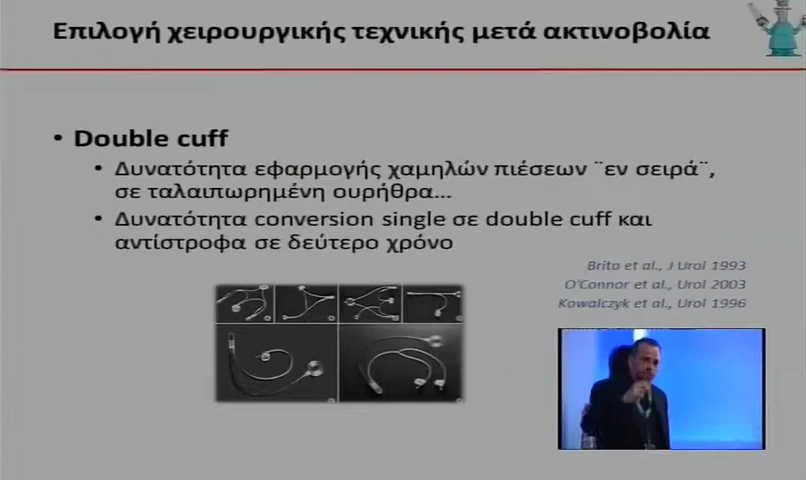 Επιλογή χειρουργικής τεχνικής μετά ακτινοβολία
• Double cuff
• Δυνατότητα εφαρμογής χαμηλών πιέσεων ¨εν σειρά¨,
σε ταλαιπωρημένη ουρήθρα...
• Δυνατότητα conversion single σε double cuff και
αντίστροφα σε δεύτερο χρόνο
Brito et al., J Urol 1993
O'Connor et al., Urol 2003
Kowalczyk et al., Urol 1996